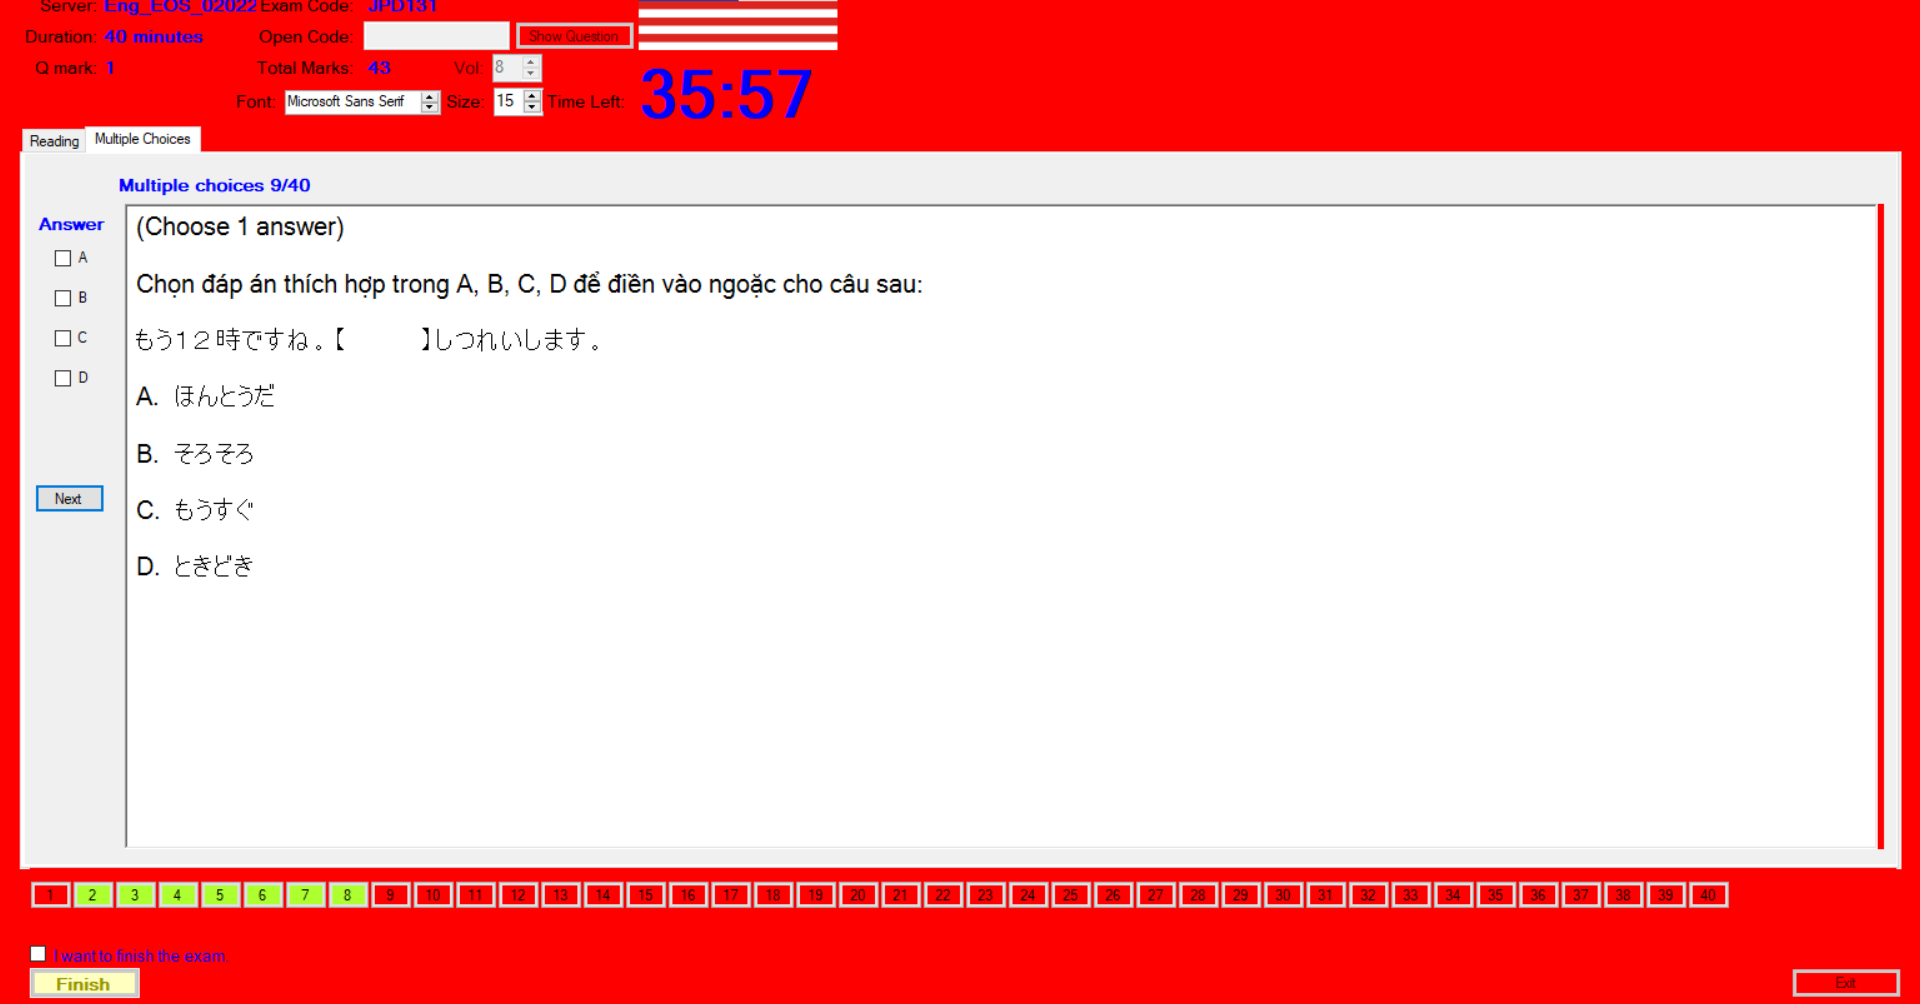 Server: Eng_EOS_02022 Exam Code: JPD131
Duration: 40 minutes Open Code: Show Question
Q mark: 1 Total Marks: 43 Vol: 8
Font: Microsoft Sans Serif Size: 15 Time Left: 35:57
Reading Multiple Choices
Multiple choices 9/40
Answer
A
B
C
D
Next
(Choose 1 answer)
Chọn đáp án thích hợp trong A, B, C, D để điền vào ngoặc cho câu sau:
もう1２時ですね。【　　　】しつれいします。
A. ほんとうだ
B. そろそろ
C. もうすぐ
D. ときどき
1 2 3 4 5 6 7 8 9 10 11 12 13 14 15 16 17 18 19 20 21 22 23 24 25 26 27 28 29 30 31 32 33 34 35 36 37 38 39 40
I want to finish the exam.
Finish Exit